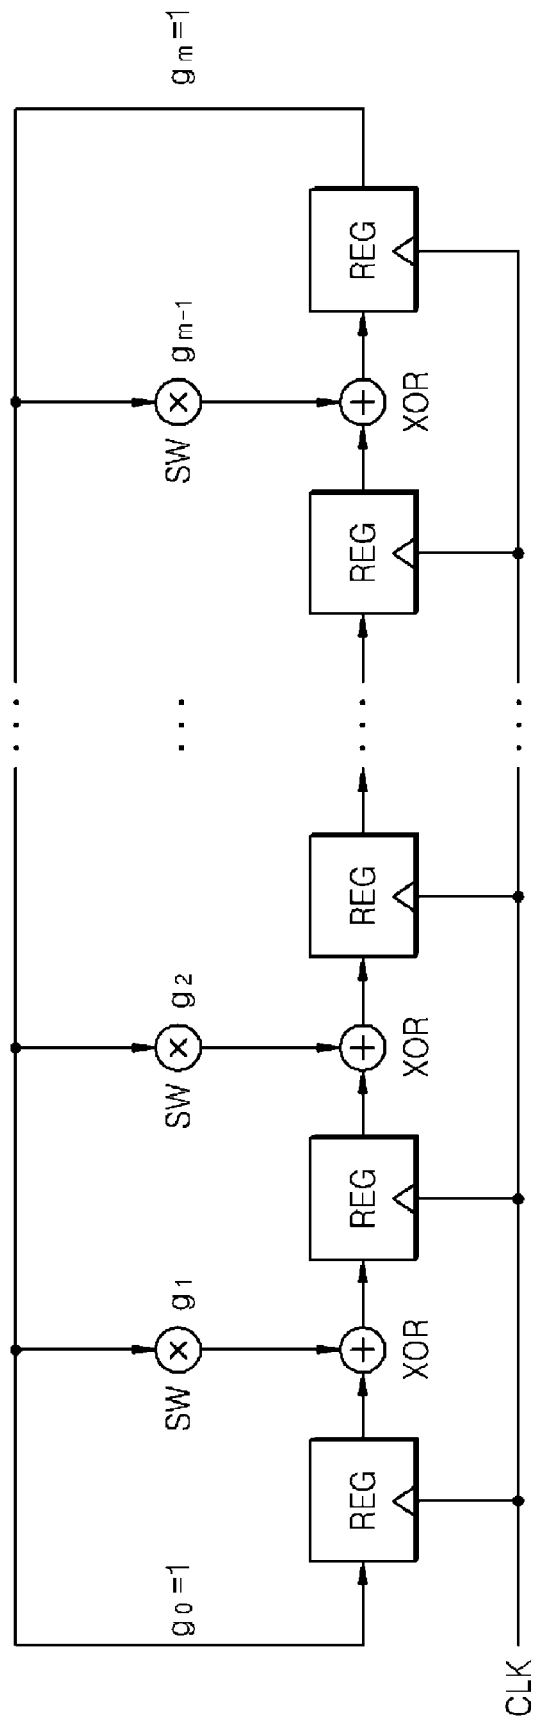 g0=1
SW
g1
SW
g2
...
SW
gm-1
gm=1
...
REG
XOR
REG
XOR
REG
...
REG
XOR
REG
CLK
...